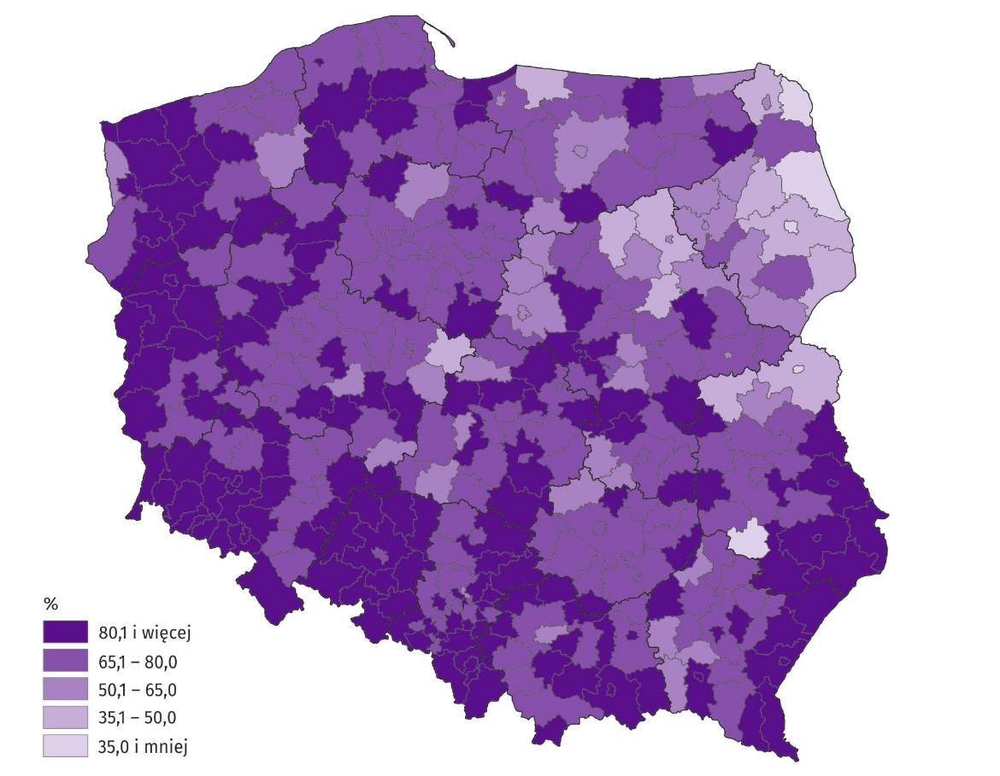 %
80,1 i więcej
65,1 – 80,0
50,1 – 65,0
35,1 – 50,0
35,0 i mniej